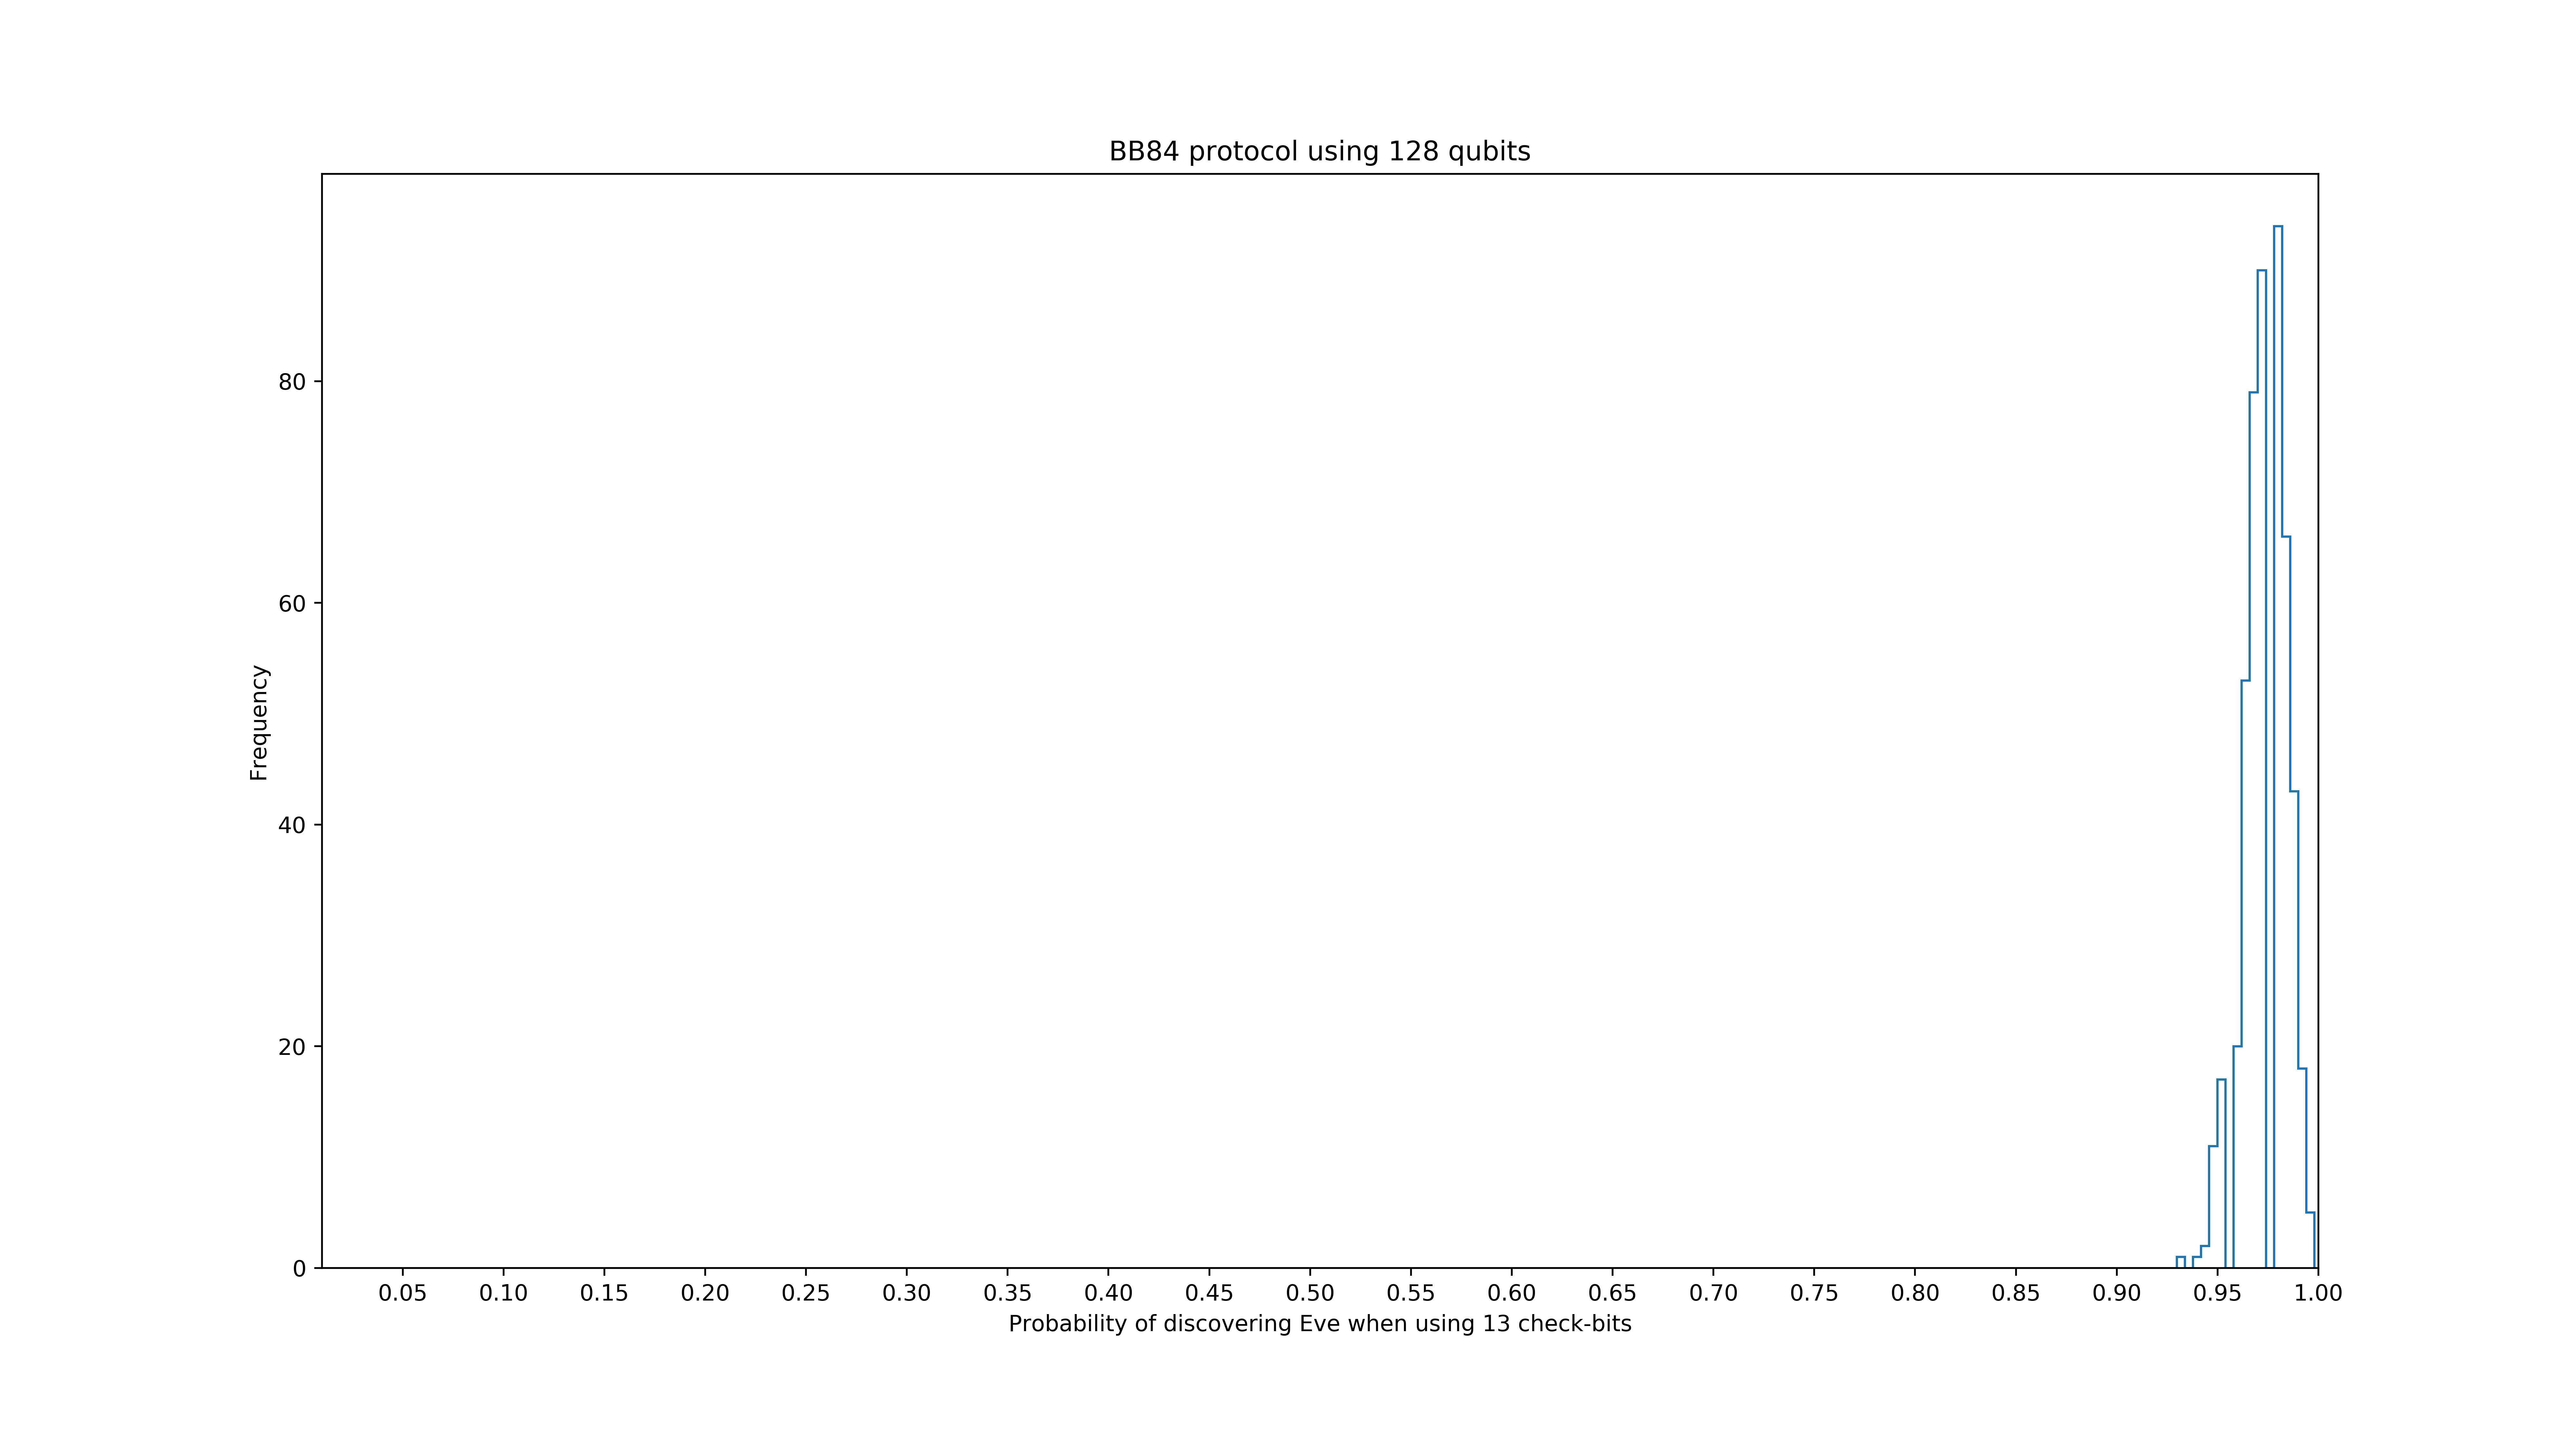 BB84 protocol using 128 qubits
80
60
40
20
0
Frequency
0.05 0.10 0.15 0.20 0.25 0.30 0.35 0.40 0.45 0.50 0.55 0.60 0.65 0.70 0.75 0.80 0.85 0.90 0.95 1.00
Probability of discovering Eve when using 13 check-bits